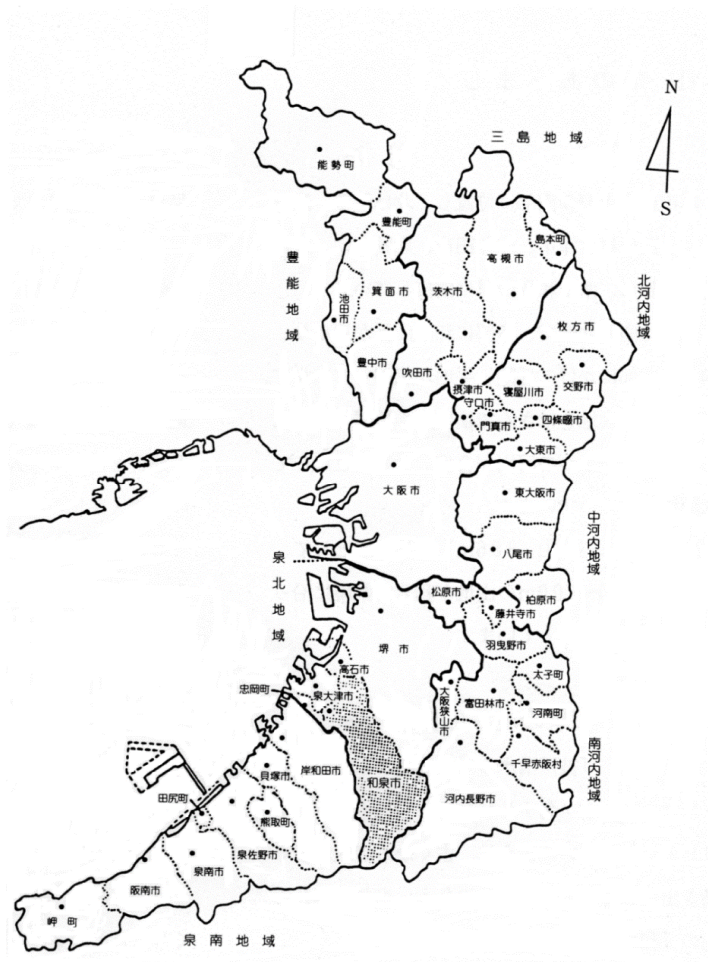 N
S
三島地域
能勢町
豊能町
島本町
高槻市
豊能地域
北河内地域
池田市
箕面市
茨木市
枚方市
豊中市
吹田市
摂津市
寝屋川市
交野市
守口市
門真市
四條畷市
大東市
大阪市
東大阪市
中河内地域
八尾市
泉北地域
松原市
柏原市
藤井寺市
堺市
羽曳野市
高石市
太子町
忠岡町
泉大津市
大阪狭山市
富田林市
河南町
南河内地域
千早赤阪村
岸和田市
貝塚市
和泉市
田尻町
河内長野市
熊取町
泉佐野市
泉南市
阪南市
岬町
泉南地域